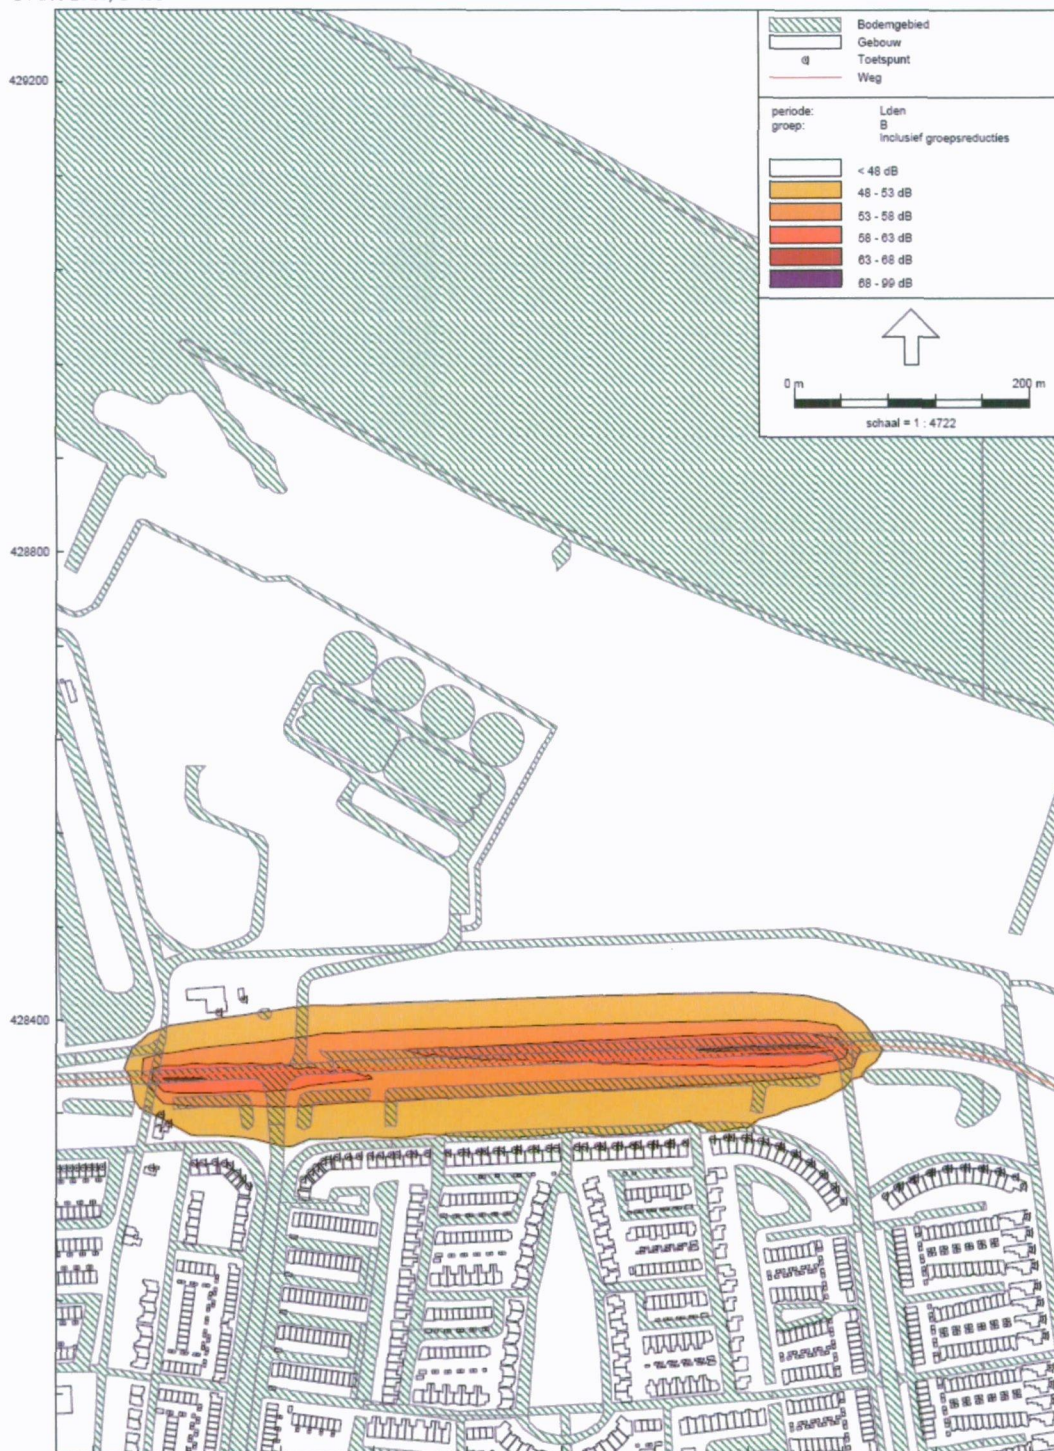 Bodemgebied
Gebouw
Toetspunt
Weg
periode: Lden
groep: B
Inclusief groepsreducties
< 48 dB
48 - 53 dB
53 - 58 dB
58 - 63 dB
63 - 68 dB
68 - 99 dB
0 m 200 m
schaal = 1 : 4722
429200
428800
428400